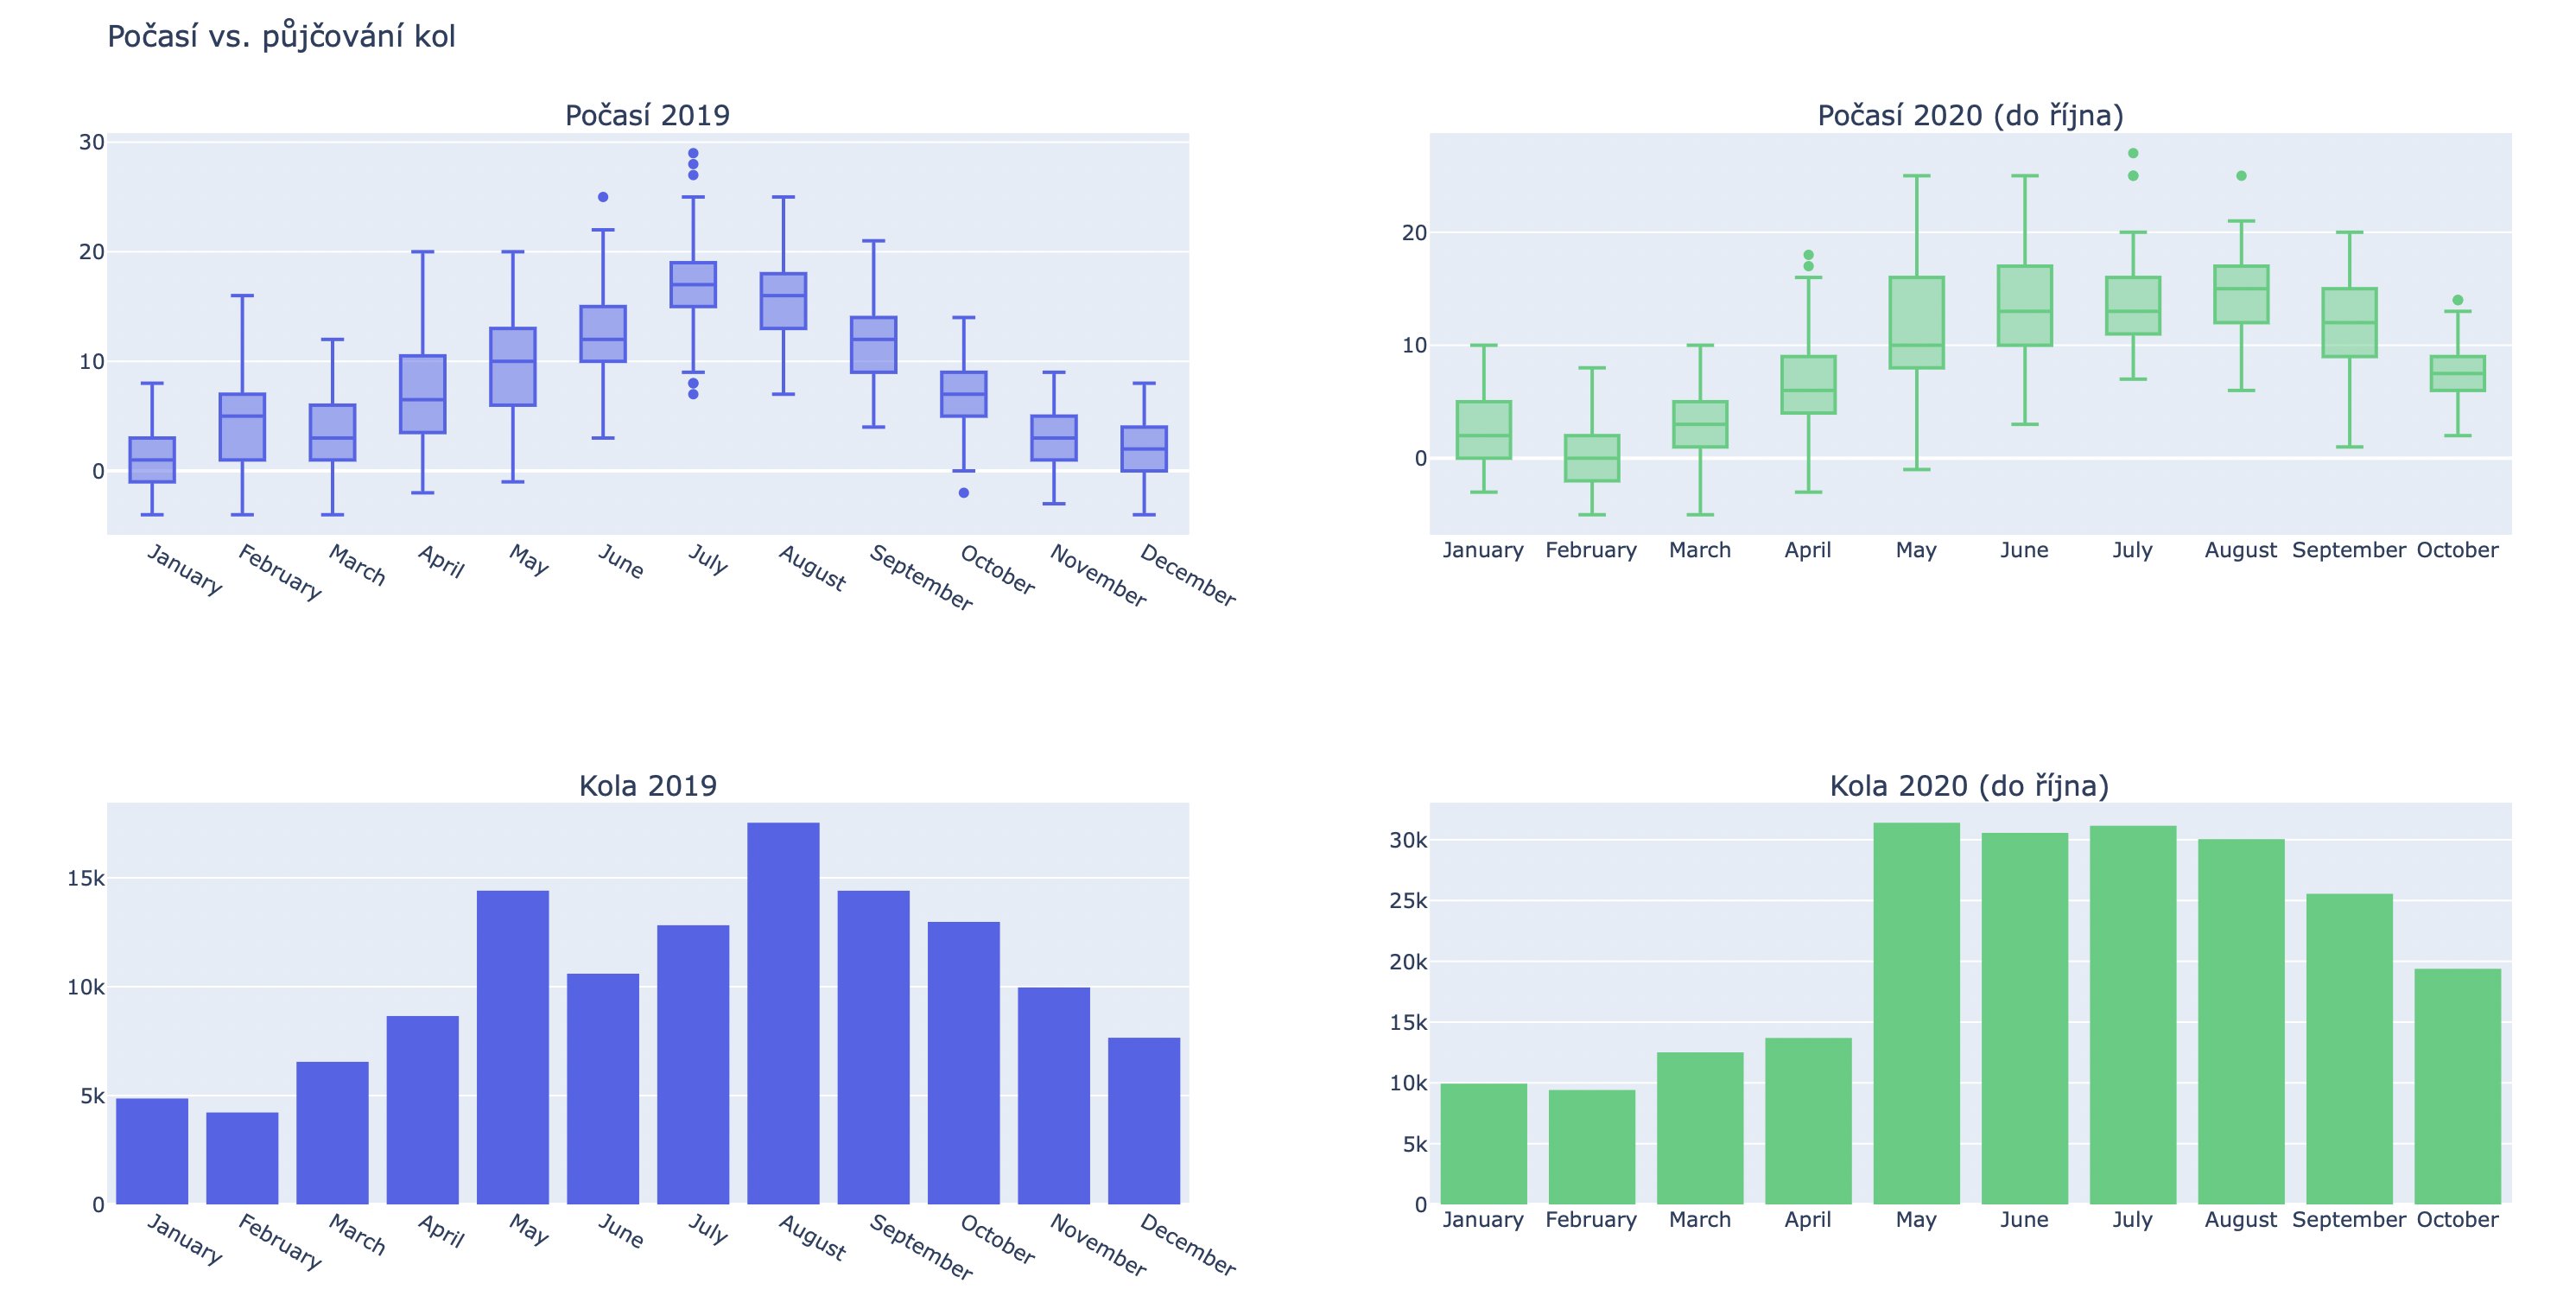 Počasí vs. půjčování kol
Počasí 2019
30
20
10
0
January February March April May June July August September October November December
Počasí 2020 (do října)
20
10
0
January February March April May June July August September October
Kola 2019
15k
10k
5k
0
January February March April May June July August September October November December
Kola 2020 (do října)
30k
25k
20k
15k
10k
5k
0
January February March April May June July August September October